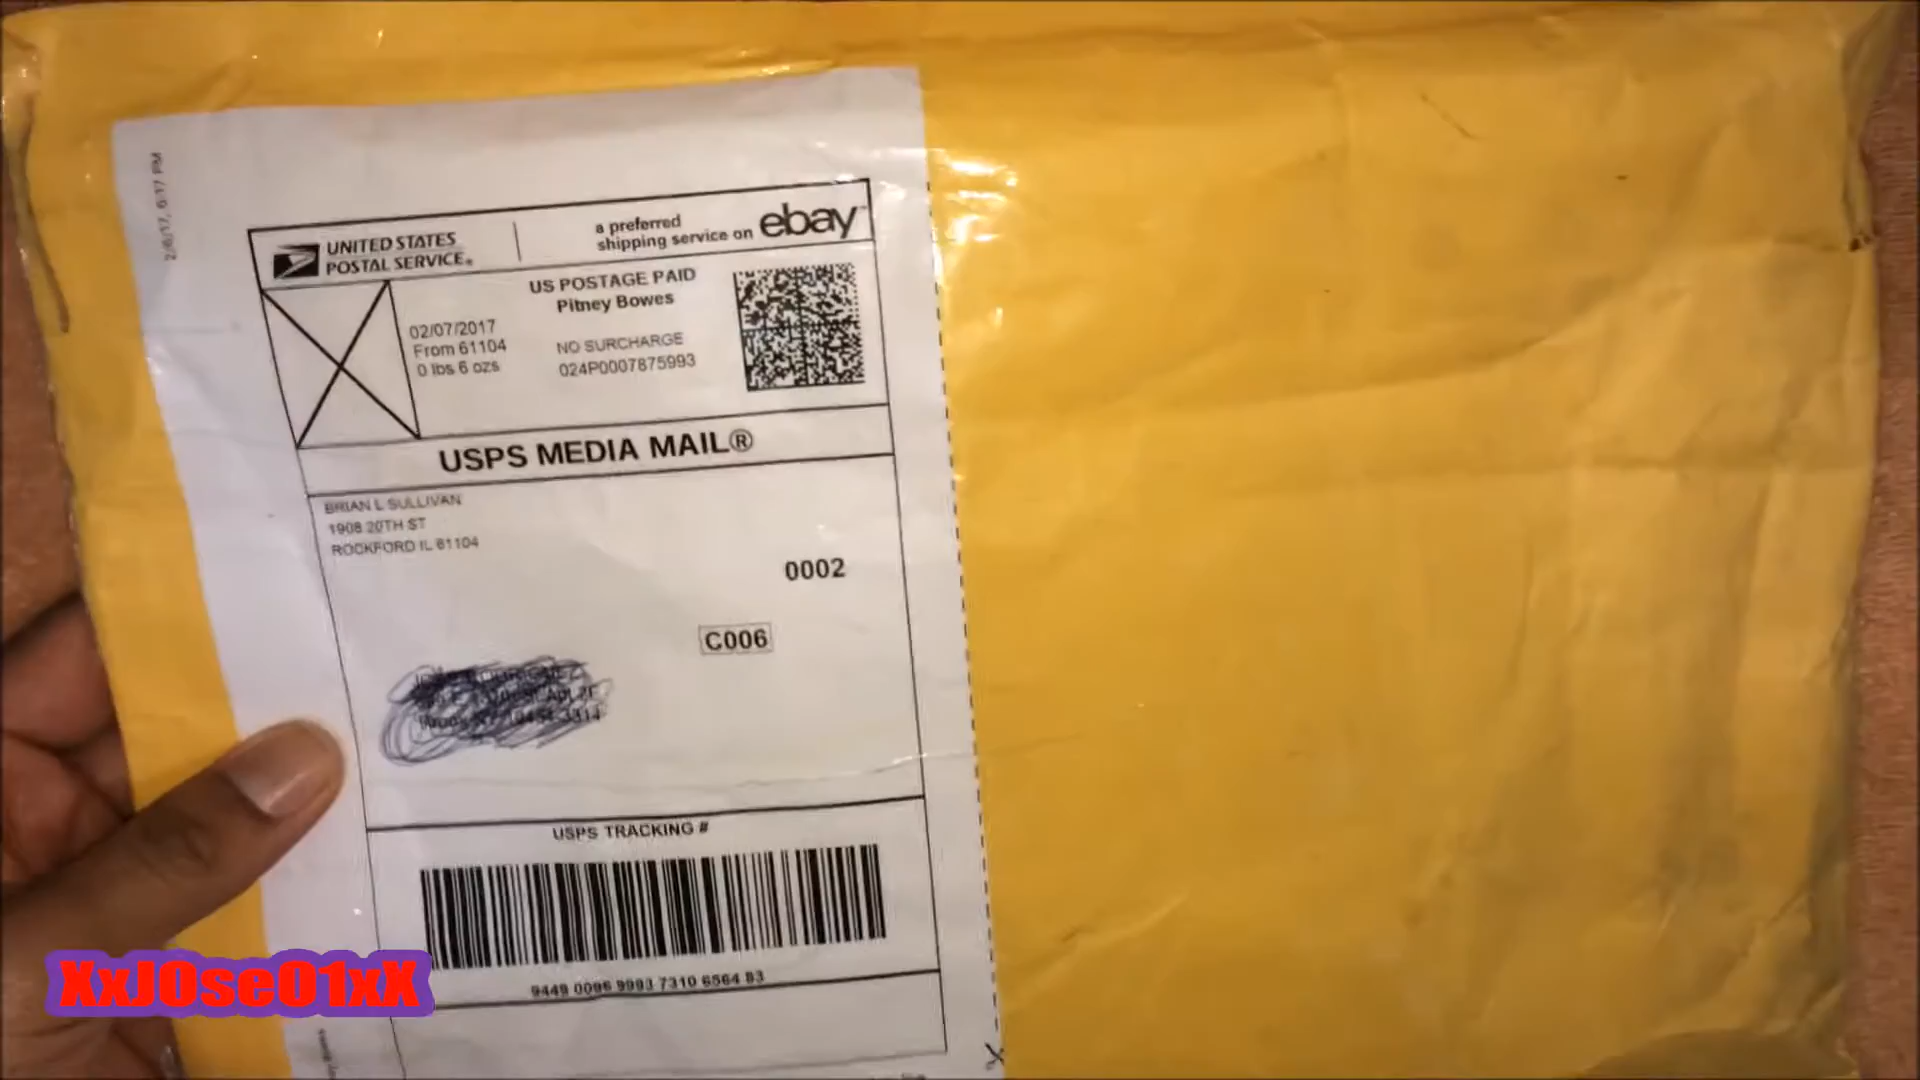 2/6/17, 6:17 PM
UNITED STATES
POSTAL SERVICE®
a preferred
shipping service on ebay™
US POSTAGE PAID
Pitney Bowes
02/07/2017
From 61104
0 lbs 6 ozs
NO SURCHARGE
024P0007875993
USPS MEDIA MAIL®
BRIAN L SULLIVAN
1908 20TH ST
ROCKFORD IL 61104
0002
C006
USPS TRACKING #
9449 0096 9993 7310 6564 83
XxJ0se01xX